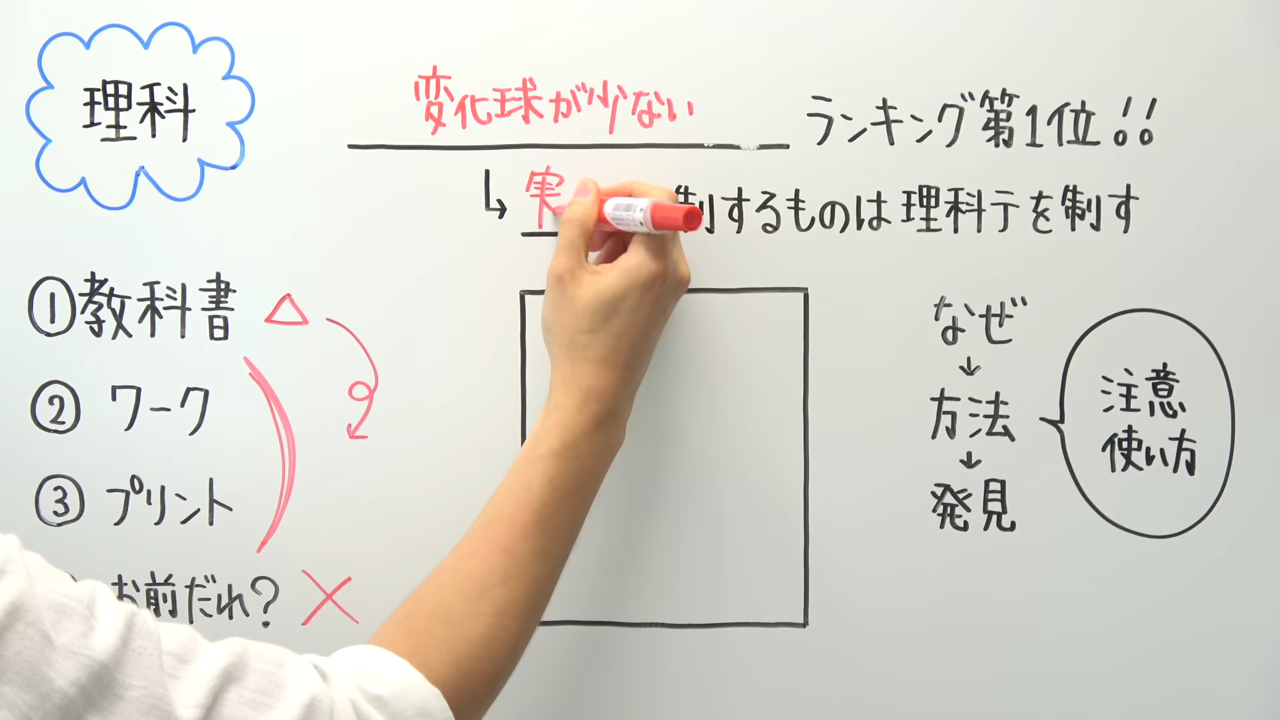 理科
変化球が少ない ランキング第1位!!
↳ 実 制するものは理科テを制す
①教科書 △
② ワーク
③ プリント
お前だれ? ×
なぜ
↓
方法
↓
発見
注意
使い方